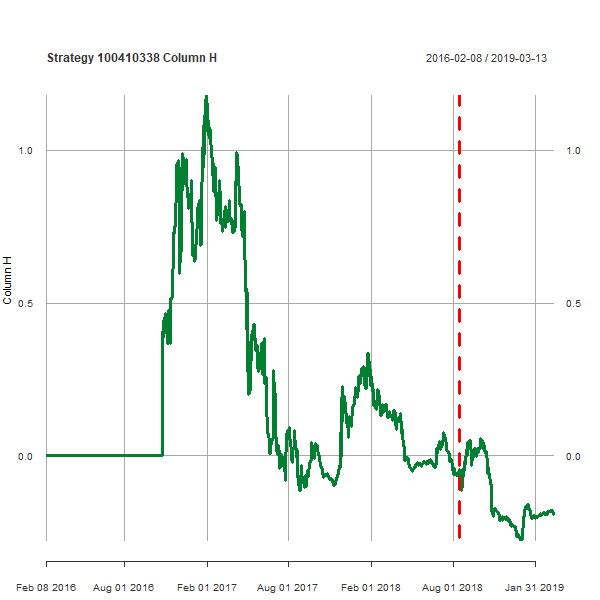 Strategy 100410338 Column H
2016-02-08 / 2019-03-13
Column H
1.0
1.0
0.5
0.5
0.0
0.0
Feb 08 2016
Aug 01 2016
Feb 01 2017
Aug 01 2017
Feb 01 2018
Aug 01 2018
Jan 31 2019